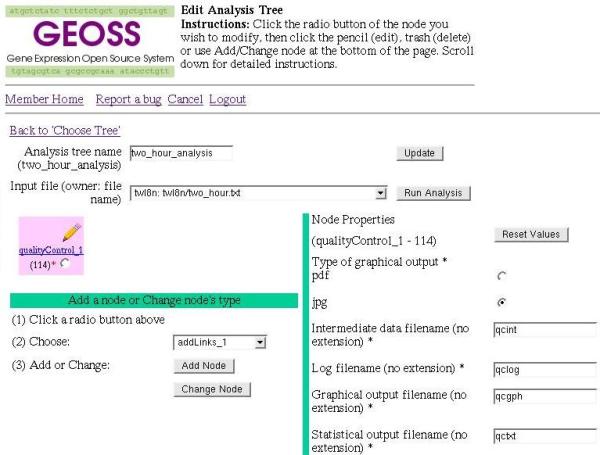 atgctctatc tttctctgct ggctgttagt
GEOSS
Gene Expression Open Source System
tgtagcgtca gcgccgcaaa ataccctgtt
Edit Analysis Tree
Instructions: Click the radio button of the node you
wish to modify, then click the pencil (edit), trash (delete)
or use Add/Change node at the bottom of the page. Scroll
down for detailed instructions.
Member Home Report a bug Cancel Logout
Back to 'Choose Tree'
Analysis tree name
(two_hour_analysis)
two_hour_analysis
Update
Input file (owner: file
name)
twl8n: twl8n/two_hour.txt
Run Analysis
qualityControl_1
(114)*
Add a node or Change node's type
(1) Click a radio button above
(2) Choose:
addLinks_1
(3) Add or Change:
Add Node
Change Node
Node Properties
(qualityControl_1 - 114)
Reset Values
Type of graphical output *
pdf
jpg
Intermediate data filename (no
extension) *
qcint
Log filename (no extension) *
qclog
Graphical output filename (no
extension) *
qcgph
Statistical output filename (no
extension) *
qctxt